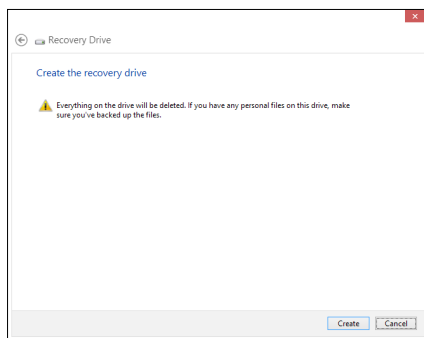 Recovery Drive
Create the recovery drive
Everything on the drive will be deleted. If you have any personal files on this drive, make
sure you've backed up the files.
Create Cancel